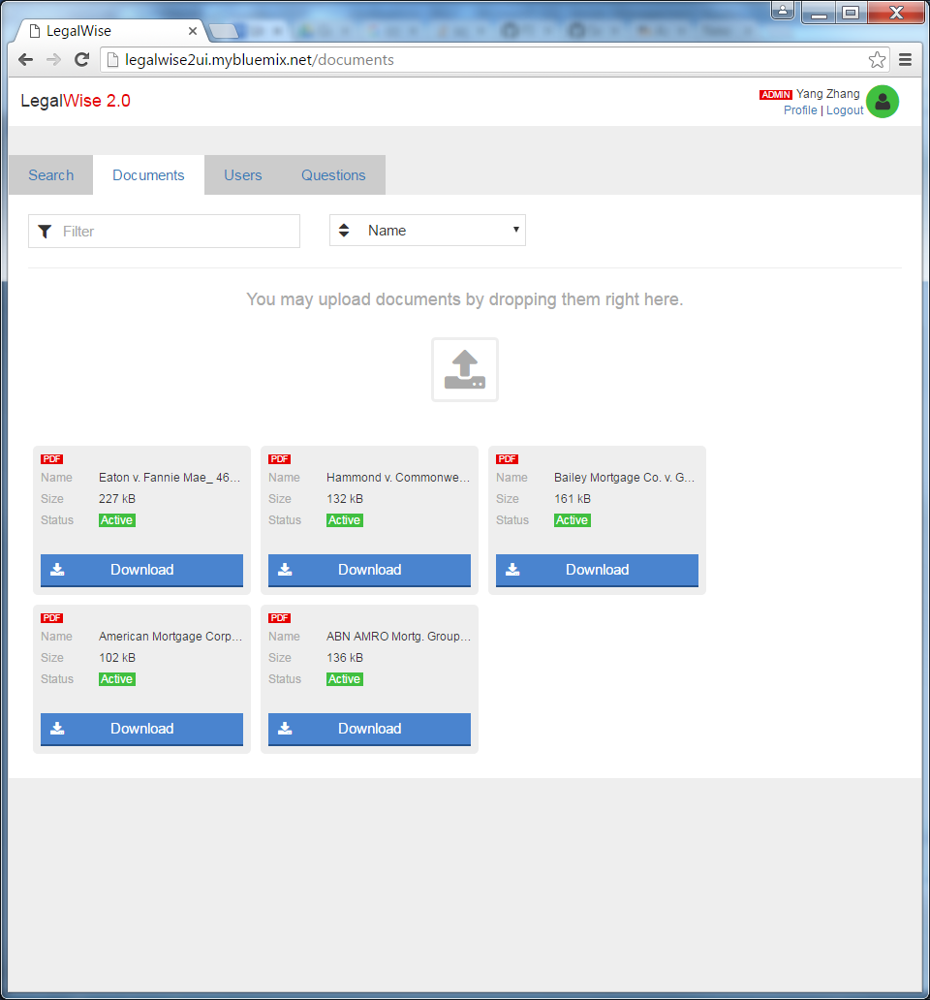 LegalWise
legalwise2ui.mybluemix.net/documents
LegalWise 2.0
ADMIN Yang Zhang
Profile | Logout
Search Documents Users Questions
Filter Name
You may upload documents by dropping them right here.
PDF PDF PDF
Name Eaton v. Fannie Mae_ 46... Name Hammond v. Commonwe... Name Bailey Mortgage Co. v. G...
Size 227 kB Size 132 kB Size 161 kB
Status Active Status Active Status Active
Download Download Download
PDF PDF
Name American Mortgage Corp... Name ABN AMRO Mortg. Group...
Size 102 kB Size 136 kB
Status Active Status Active
Download Download